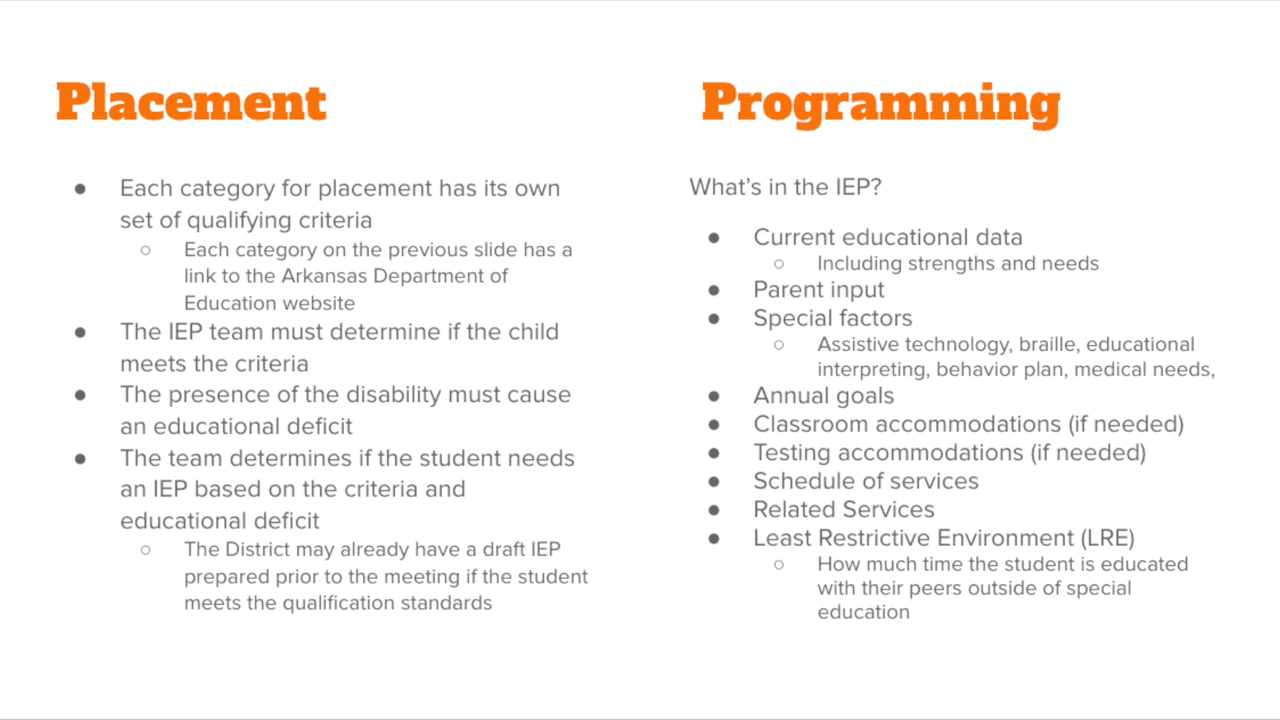 Placement
● Each category for placement has its own
set of qualifying criteria
○ Each category on the previous slide has a
link to the Arkansas Department of
Education website
● The IEP team must determine if the child
meets the criteria
● The presence of the disability must cause
an educational deficit
● The team determines if the student needs
an IEP based on the criteria and
educational deficit
○ The District may already have a draft IEP
prepared prior to the meeting if the student
meets the qualification standards
Programming
What’s in the IEP?
● Current educational data
○ Including strengths and needs
● Parent input
● Special factors
○ Assistive technology, braille, educational
interpreting, behavior plan, medical needs,
● Annual goals
● Classroom accommodations (if needed)
● Testing accommodations (if needed)
● Schedule of services
● Related Services
● Least Restrictive Environment (LRE)
○ How much time the student is educated
with their peers outside of special
education